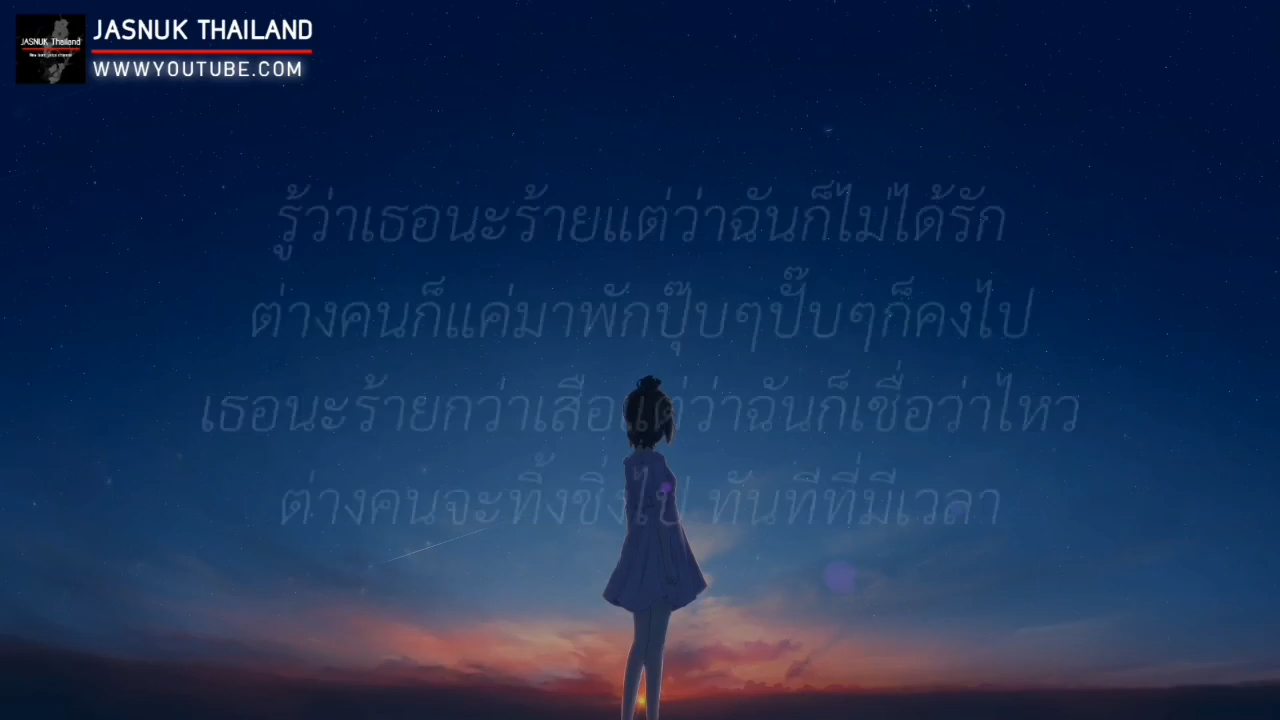 JASNUK THAILAND
WWWYOUTUBE.COM
JASNUK Thailand
รู้ว่าเธอนะร้ายแต่ว่าฉันก็ไม่ได้รัก
ต่างคนก็แค่มาพักปุ๊บๆปั๊บๆก็คงไป
เธอนะร้ายกว่าเสือแต่ว่าฉันก็เชื่อว่าไหว
ต่างคนจะทิ้งชิ่งไป ทันทีที่มีเวลา